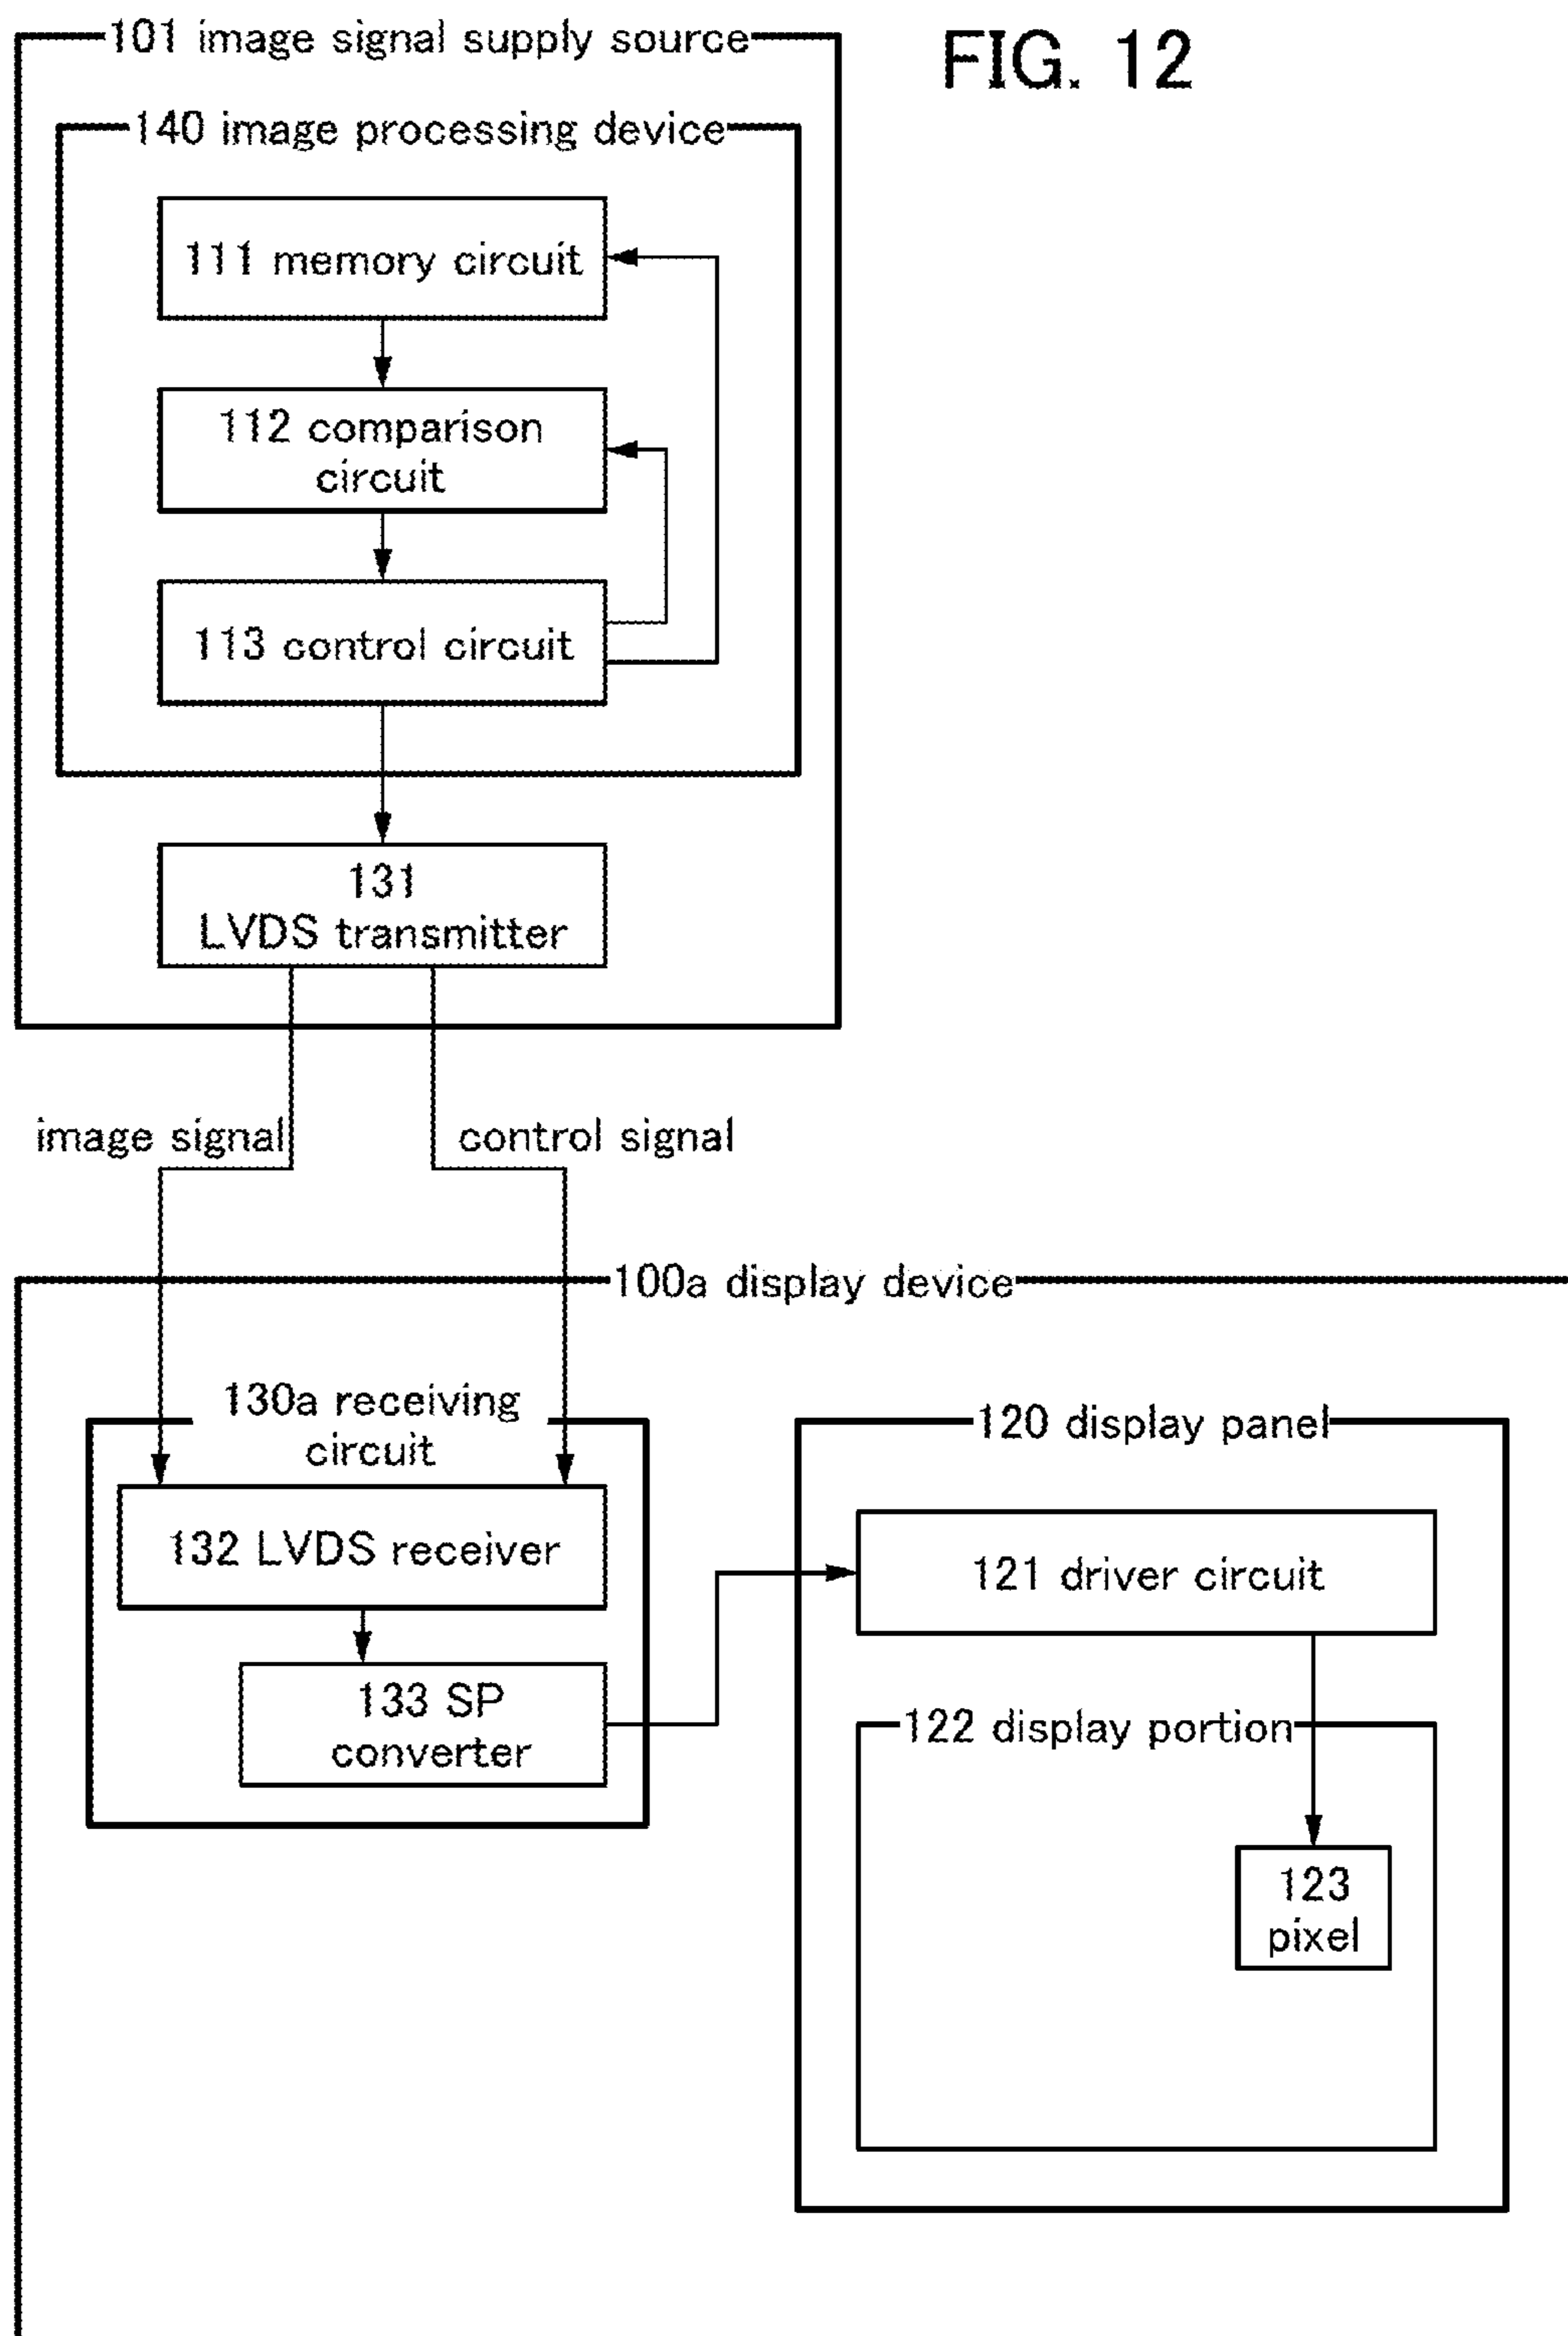 FIG. 12
101 image signal supply source
140 image processing device
111 memory circuit
112 comparison
circuit
113 control circuit
131
LVDS transmitter
image signal
control signal
100a display device
130a receiving
circuit
132 LVDS receiver
133 SP
converter
120 display panel
121 driver circuit
122 display portion
123
pixel